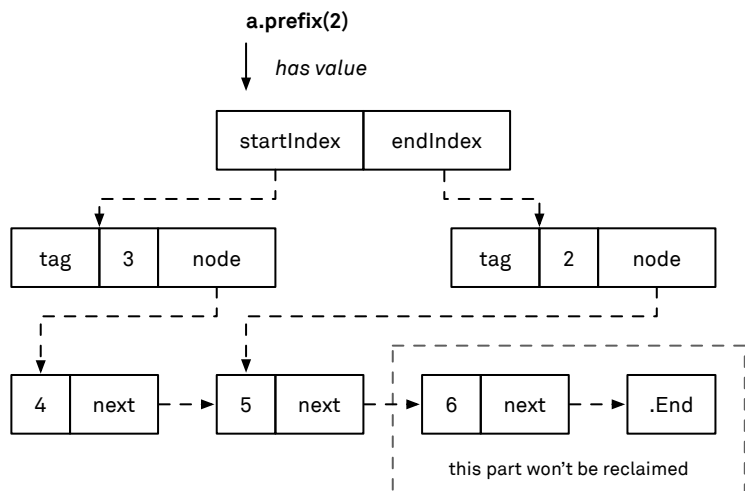 a.prefix(2)
has value
startIndex endIndex
tag 3 node tag 2 node
4 next 5 next 6 next .End
this part won't be reclaimed